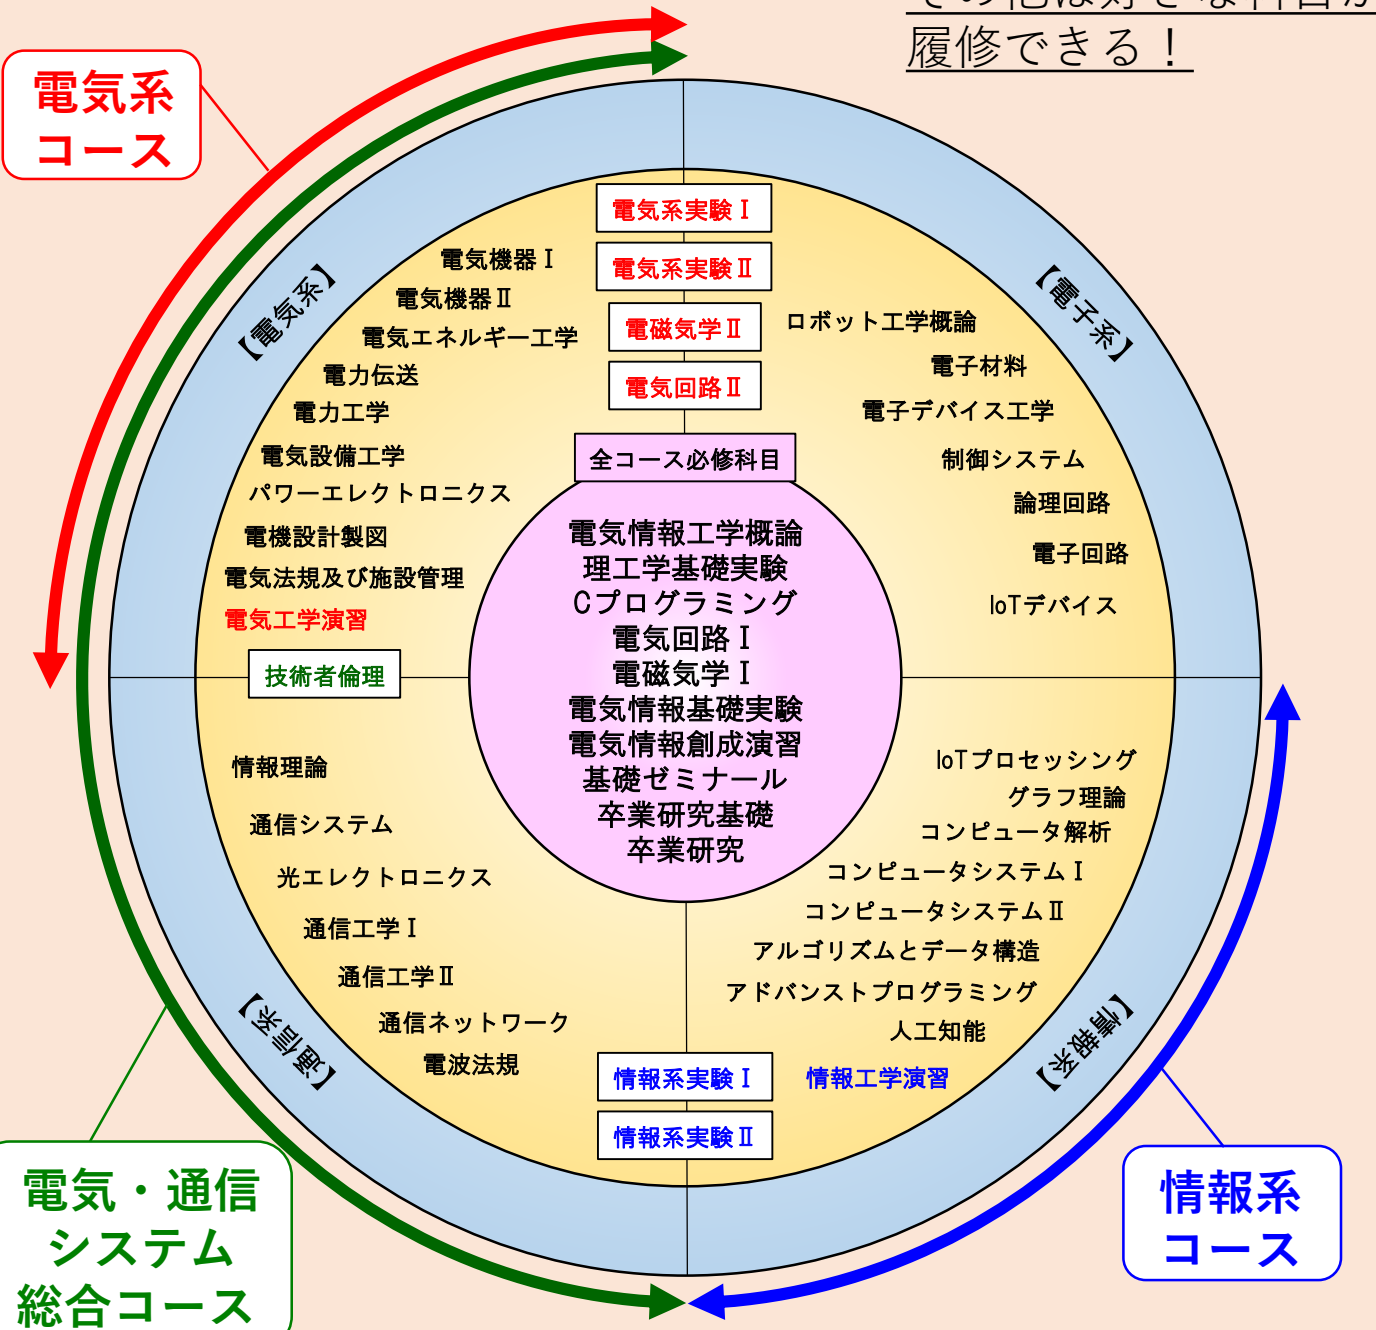 履修できる！
電気系
コース
【電気系】
【電子系】
電気系実験Ⅰ
電気系実験Ⅱ
電磁気学Ⅱ
電気回路Ⅱ
電気機器Ⅰ
電気機器Ⅱ
電気エネルギー工学
電力伝送
電力工学
電気設備工学
パワーエレクトロニクス
電機設計製図
電気法規及び施設管理
電気工学演習
技術者倫理
ロボット工学概論
電子材料
電子デバイス工学
制御システム
論理回路
電子回路
IoTデバイス
全コース必修科目
電気情報工学概論
理工学基礎実験
Cプログラミング
電気回路Ⅰ
電磁気学Ⅰ
電気情報基礎実験
電気情報創成演習
基礎ゼミナール
卒業研究基礎
卒業研究
情報理論
通信システム
光エレクトロニクス
通信工学Ⅰ
通信工学Ⅱ
通信ネットワーク
電波法規
IoTプロセッシング
グラフ理論
コンピュータ解析
コンピュータシステムⅠ
コンピュータシステムⅡ
アルゴリズムとデータ構造
アドバンストプログラミング
人工知能
情報工学演習
情報系実験Ⅰ
情報系実験Ⅱ
【通信系】
【情報系】
電気・通信
システム
総合コース
情報系
コース